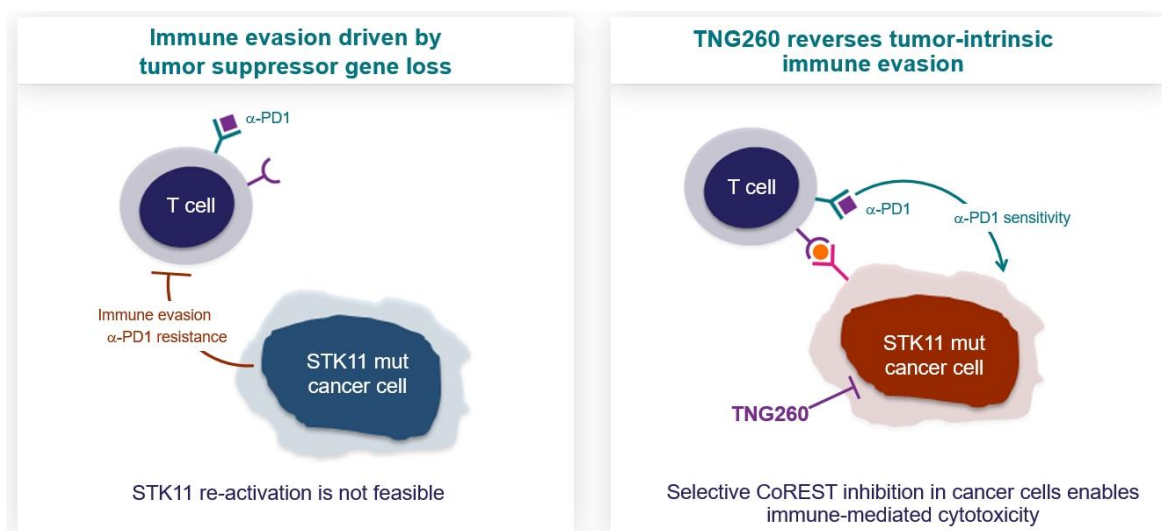 Immune evasion driven by
tumor suppressor gene loss
α-PD1
T cell
Immune evasion
α-PD1 resistance
STK11 mut
cancer cell
STK11 re-activation is not feasible
TNG260 reverses tumor-intrinsic
immune evasion
T cell
α-PD1
α-PD1 sensitivity
STK11 mut
cancer cell
TNG260
Selective CoREST inhibition in cancer cells enables
immune-mediated cytotoxicity